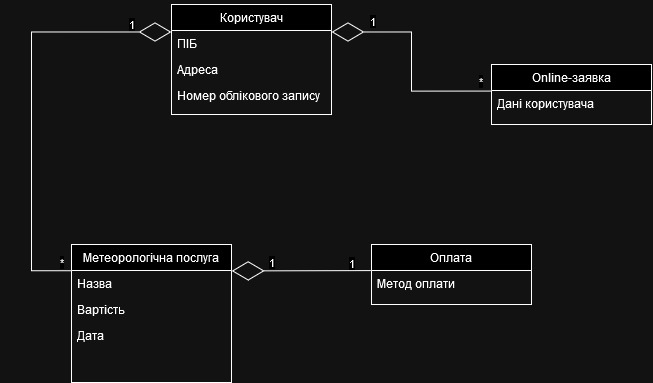 Користувач
1
1
ПІБ
Адреса
Номер облікового запису
Online-заявка
*
Дані користувача
Метеорологічна послуга
*
1
1
Оплата
Назва
Вартість
Дата
Метод оплати